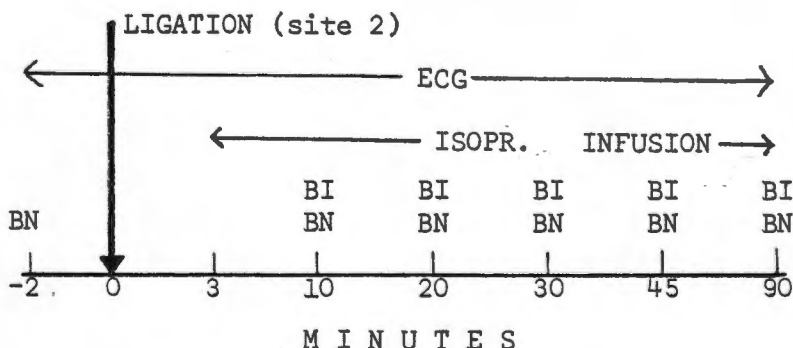 LIGATION (site 2)
ECG
ISOPR. INFUSION
BI BI BI BI BI
BN BN BN BN BN BN
-2 0 3 10 20 30 45 90
M I N U T E S